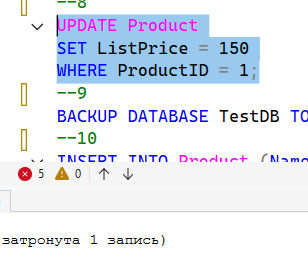 --8
UPDATE Product
SET ListPrice = 150
WHERE ProductID = 1;
--9
BACKUP DATABASE TestDB TO
--10
INSERT INTO Product (Name
5 0
затронута 1 запись)